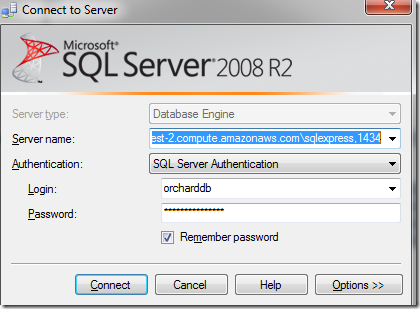 Connect to Server
Microsoft
SQL Server 2008 R2
Server type: Database Engine
Server name: est-2.compute.amazonaws.com\sqlexpress,1434
Authentication: SQL Server Authentication
Login: orcharddb
Password: ***************
Remember password
Connect Cancel Help Options >>